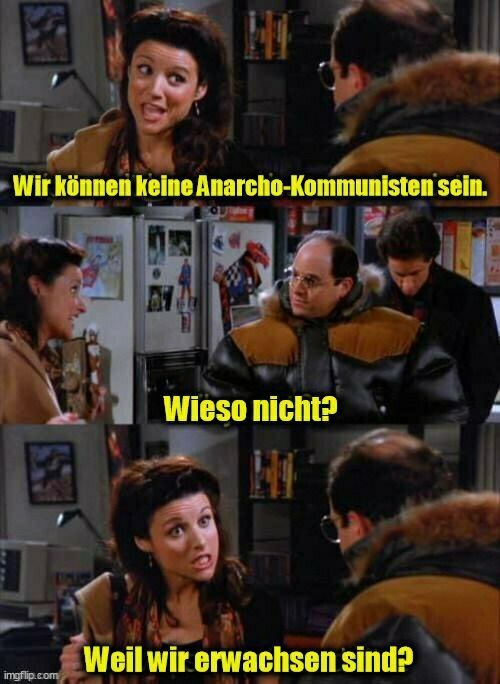 Wir können keine Anarcho-Kommunisten sein.
Wieso nicht?
Weil wir erwachsen sind?
imgflip.com